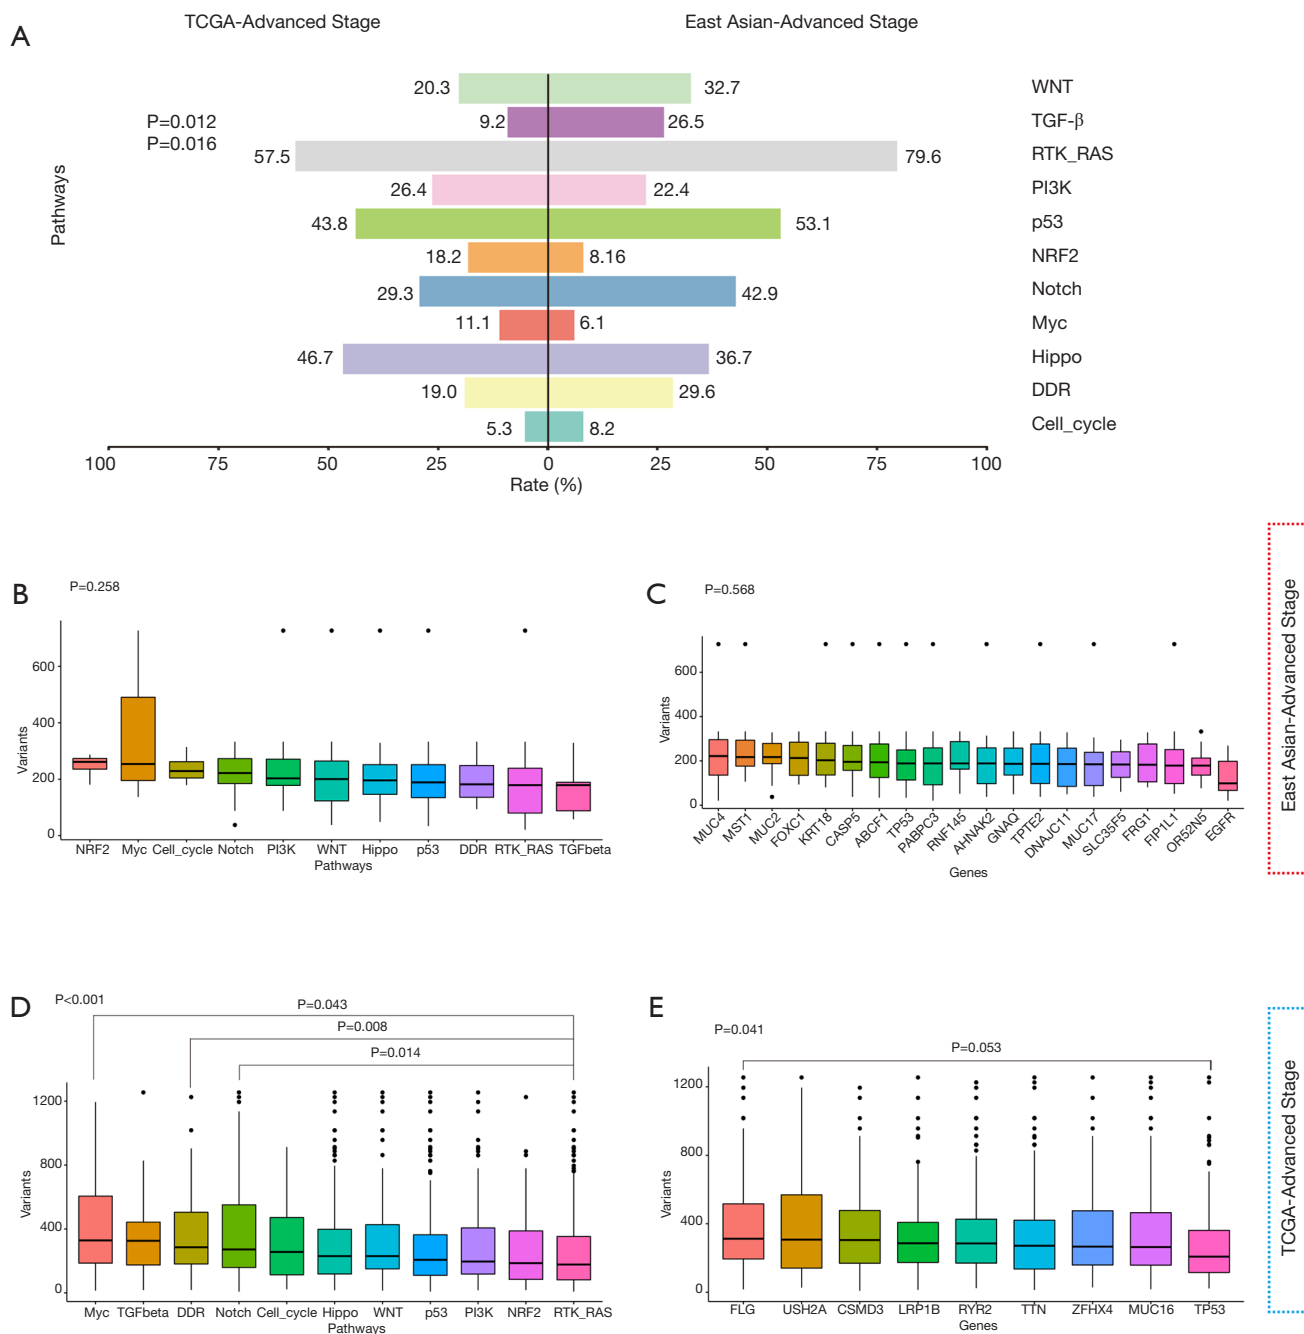 A
TCGA-Advanced Stage
East Asian-Advanced Stage
Pathways
P=0.012
P=0.016
20.3 32.7 WNT
9.2 26.5 TGF-β
57.5 79.6 RTK_RAS
26.4 22.4 PI3K
43.8 53.1 p53
18.2 8.16 NRF2
29.3 42.9 Notch
11.1 6.1 Myc
46.7 36.7 Hippo
19.0 29.6 DDR
5.3 8.2 Cell_cycle
100 75 50 25 0 25 50 75 100
Rate (%)
B
P=0.258
Variants
600
400
200
0
NRF2 Myc Cell_cycle Notch PI3K WNT Hippo p53 DDR RTK_RAS TGFbeta
Pathways
C
P=0.568
Variants
600
400
200
0
MUC4 MST1 MUC2 FOXC1 KRT18 CASP5 ABCF1 TP53 PABPC3 RNF145 AHNAK2 GNAQ TPTE2 DNAJC11 MUC17 SLC35F5 FRG1 FIP1L1 OR52N5 EGFR
Genes
East Asian-Advanced Stage
D
P<0.001
P=0.043
P=0.008
P=0.014
Variants
1200
800
400
0
Myc TGFbeta DDR Notch Cell_cycle Hippo WNT p53 PI3K NRF2 RTK_RAS
Pathways
E
P=0.041
P=0.053
Variants
1200
800
400
0
FLG USH2A CSMD3 LRP1B RYR2 TTN ZFHX4 MUC16 TP53
Genes
TCGA-Advanced Stage